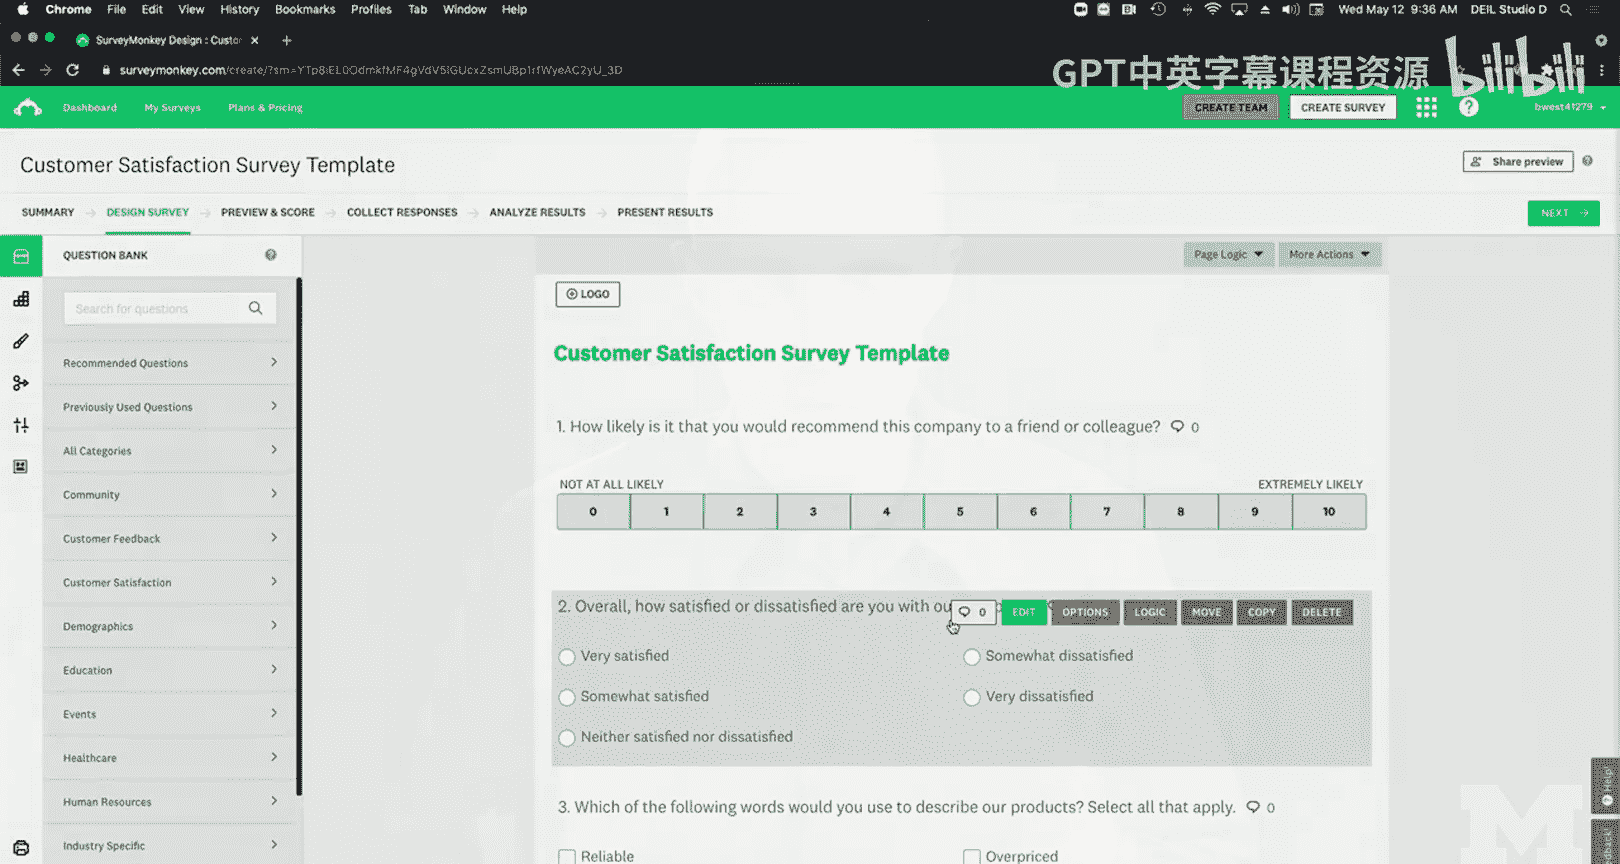 Chrome File Edit View History Bookmarks Profiles Tab Window Help
Wed May 12 9:36 AM DEIL Studio D
SurveyMonkey Design : Custor
GPT中英字幕课程资源 bilibili
Dashboard My Surveys Plans & Pricing
CREATE TEAM CREATE SURVEY
bwest41279
Customer Satisfaction Survey Template
Share preview
SUMMARY DESIGN SURVEY PREVIEW & SCORE COLLECT RESPONSES ANALYZE RESULTS PRESENT RESULTS
NEXT
QUESTION BANK
Search for questions
Recommended Questions
Previously Used Questions
All Categories
Community
Customer Feedback
Customer Satisfaction
Demographics
Education
Events
Healthcare
Human Resources
Industry Specific
Page Logic More Actions
LOGO
Customer Satisfaction Survey Template
1. How likely is it that you would recommend this company to a friend or colleague? 0
NOT AT ALL LIKELY EXTREMELY LIKELY
0 1 2 3 4 5 6 7 8 9 10
2. Overall, how satisfied or dissatisfied are you with
0 EDIT OPTIONS LOGIC MOVE COPY DELETE
Very satisfied Somewhat dissatisfied
Somewhat satisfied Very dissatisfied
Neither satisfied nor dissatisfied
3. Which of the following words would you use to describe our products? Select all that apply. 0
Reliable Overpriced
Help
M